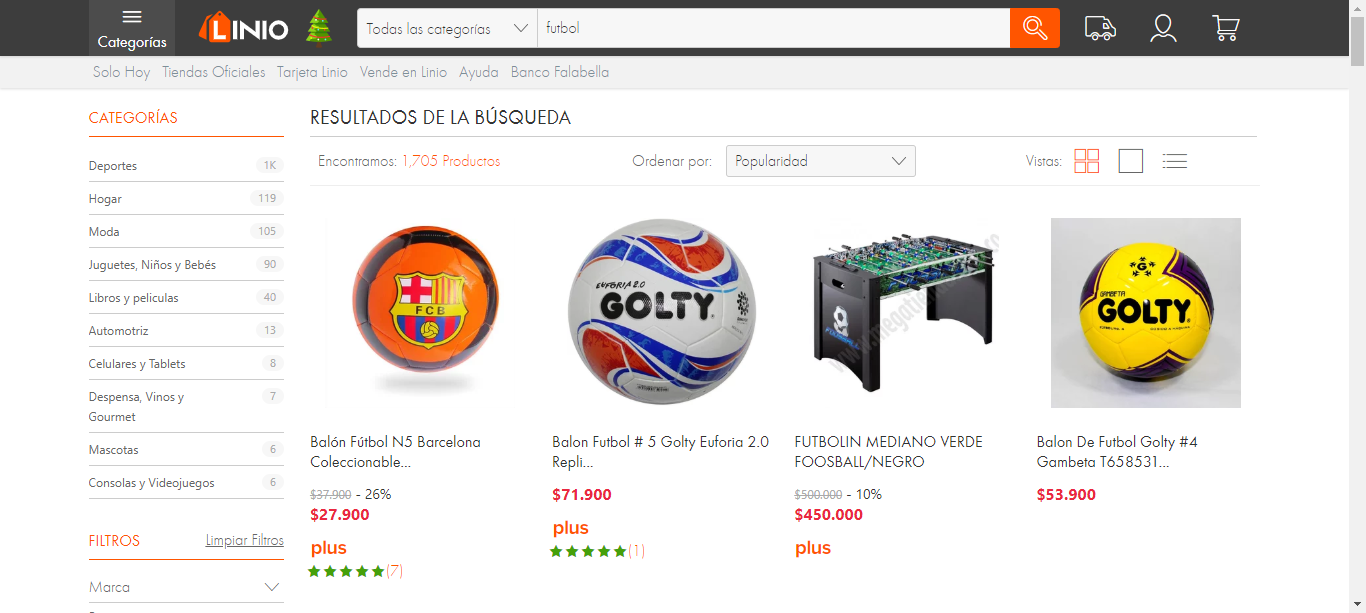 Categorías
LINIO
Todas las categorías
futbol
Solo Hoy
Tiendas Oficiales
Tarjeta Linio
Vende en Linio
Ayuda
Banco Falabella
CATEGORÍAS
Deportes 1K
Hogar 119
Moda 105
Juguetes, Niños y Bebés 90
Libros y peliculas 40
Automotriz 13
Celulares y Tablets 8
Despensa, Vinos y 7
Gourmet
Mascotas 6
Consolas y Videojuegos 6
FILTROS Limpiar Filtros
Marca
RESULTADOS DE LA BÚSQUEDA
Encontramos: 1,705 Productos
Ordenar por: Popularidad
Vistas:
FCB
Balón Fútbol N5 Barcelona
Coleccionable...
$37.900 - 26%
$27.900
plus
(7)
EUFORIA 2.0
GOLTY
Balon Futbol # 5 Golty Euforia 2.0
Repli...
$71.900
plus
(1)
FUTBOLIN MEDIANO VERDE
FOOSBALL/NEGRO
$500.000 - 10%
$450.000
plus
G
GAMBETA
GOLTY
Balon De Futbol Golty #4
Gambeta T658531...
$53.900